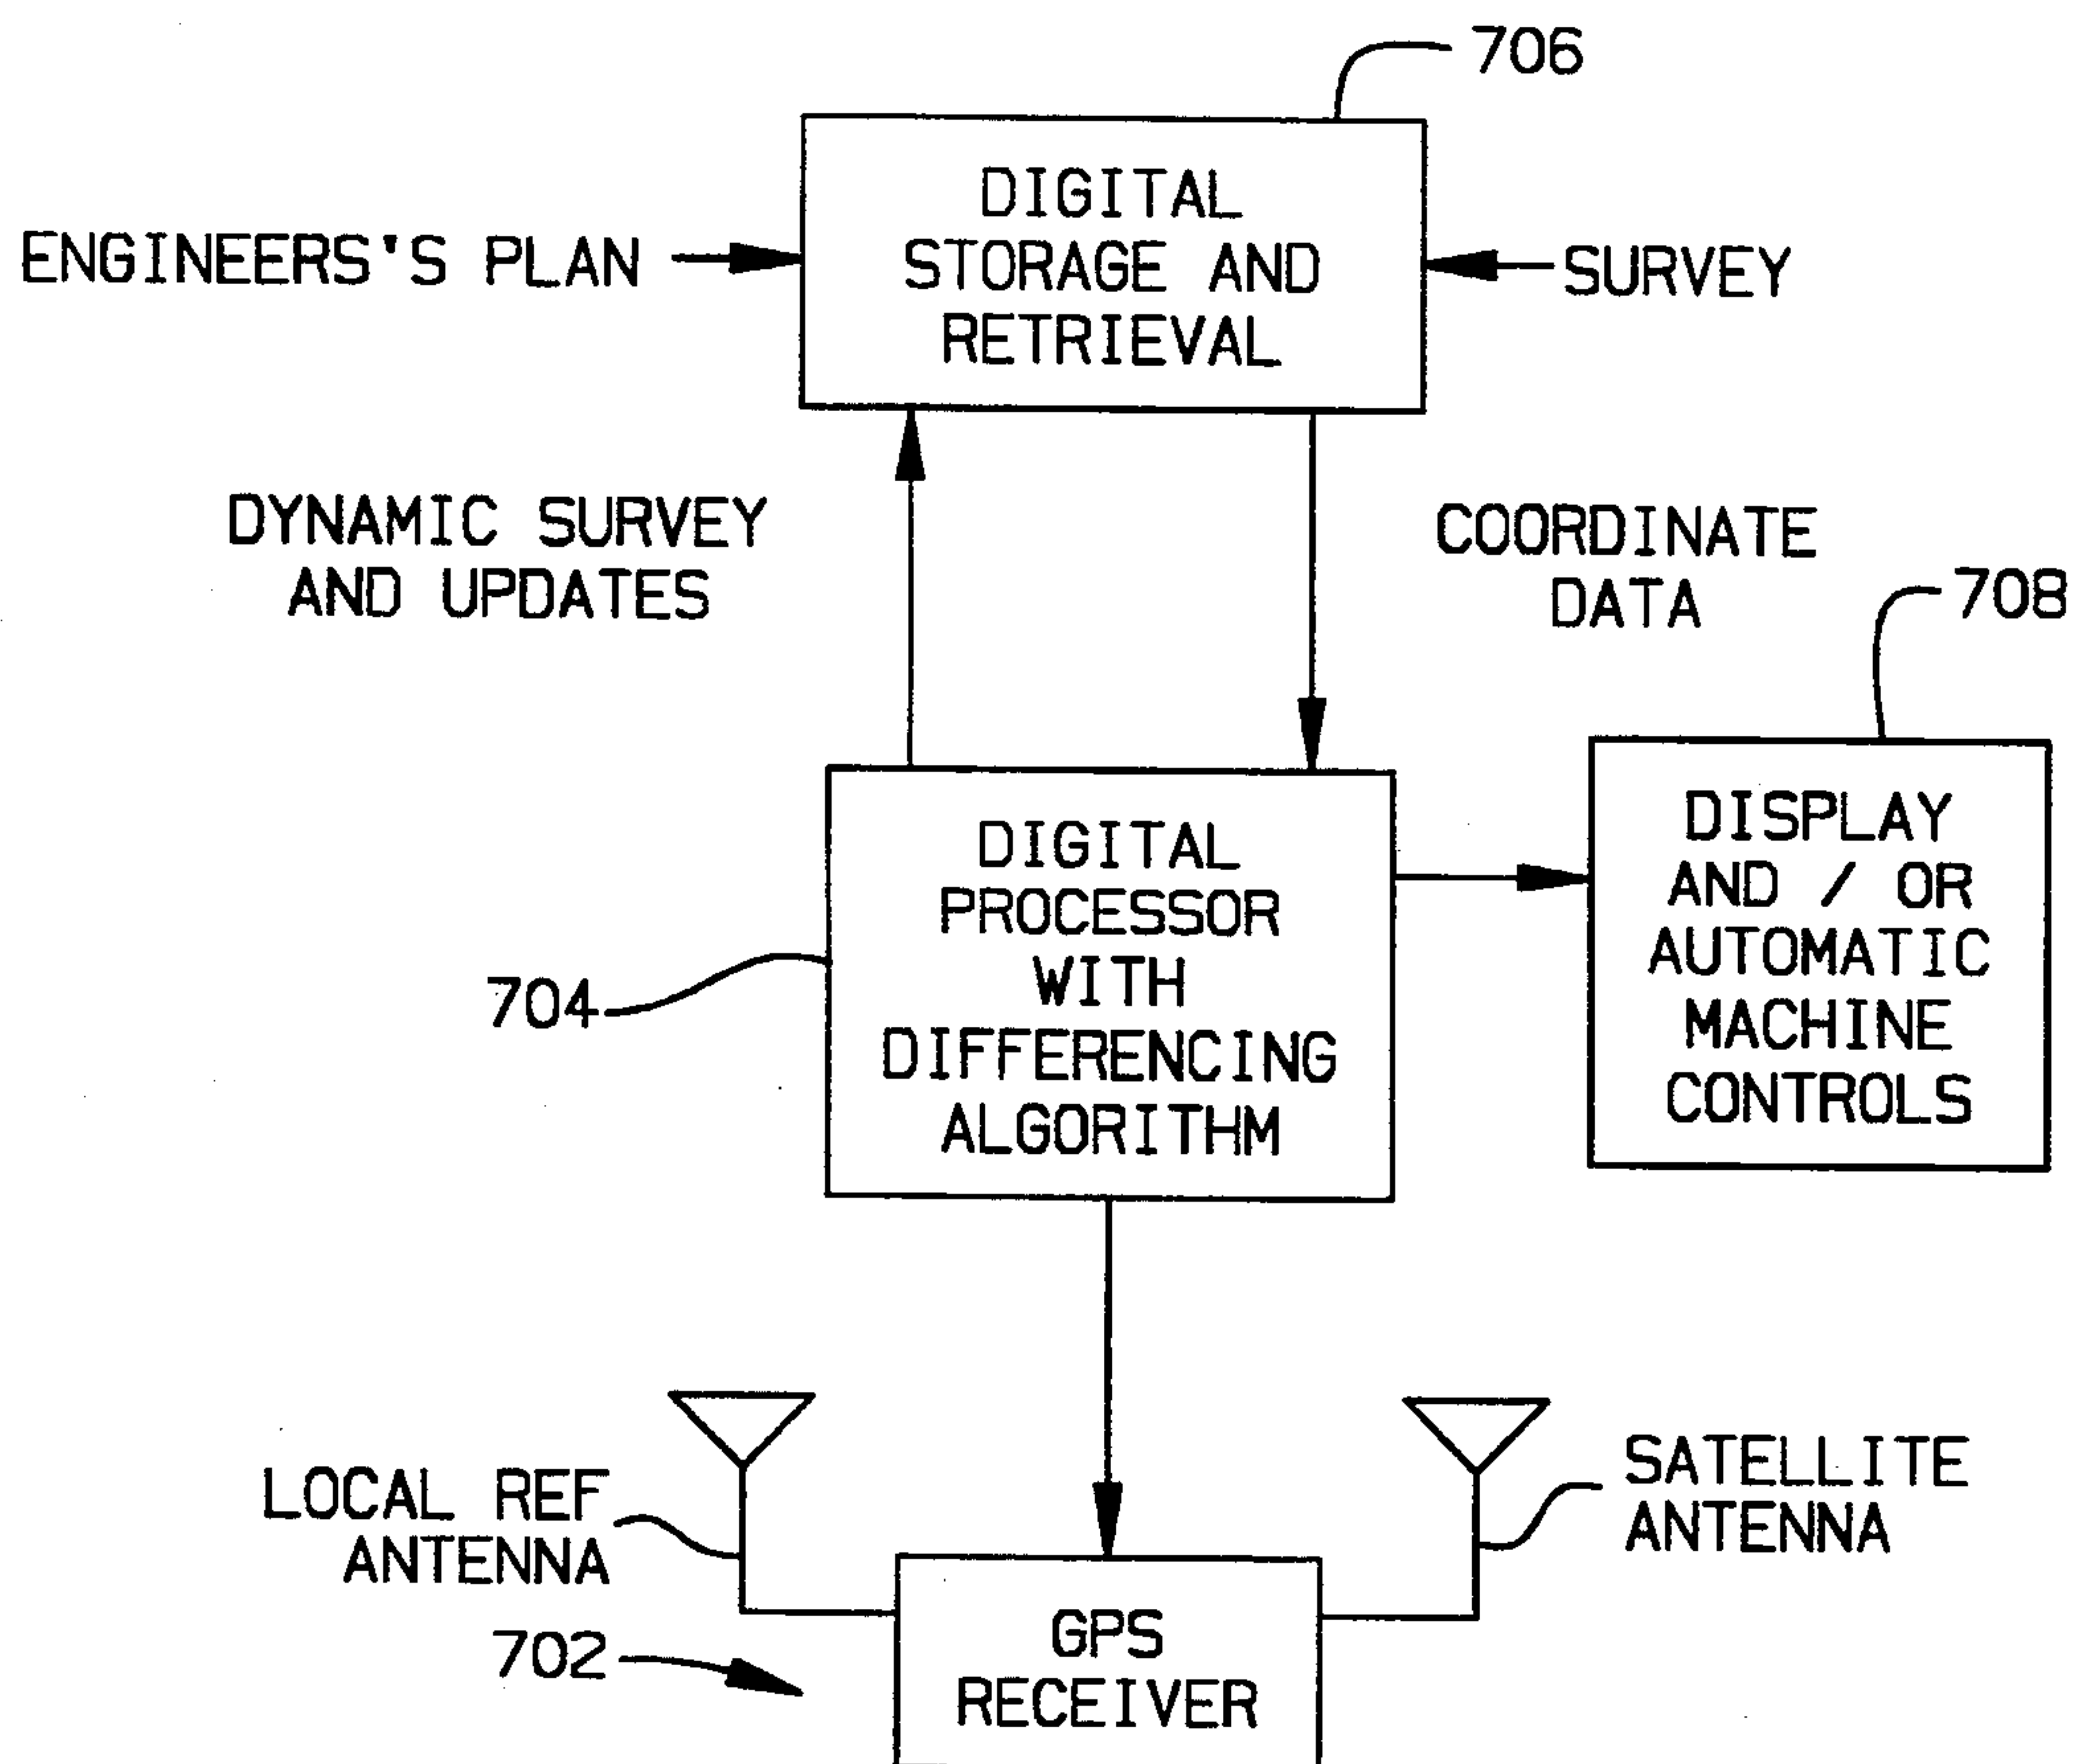 706
DIGITAL
STORAGE AND
RETRIEVAL
ENGINEERS'S PLAN
SURVEY
DYNAMIC SURVEY
AND UPDATES
COORDINATE
DATA
708
DIGITAL
PROCESSOR
WITH
DIFFERENCING
ALGORITHM
704
DISPLAY
AND / OR
AUTOMATIC
MACHINE
CONTROLS
LOCAL REF
ANTENNA
SATELLITE
ANTENNA
702
GPS
RECEIVER